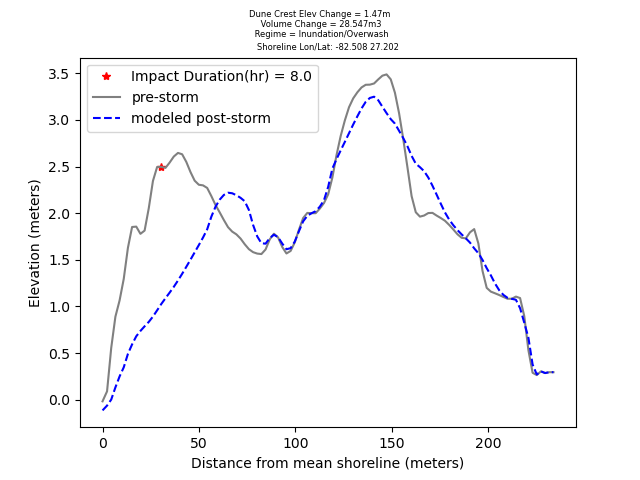 Dune Crest Elev Change = 1.47m
Volume Change = 28.547m3
Regime = Inundation/Overwash
Shoreline Lon/Lat: -82.508 27.202
Impact Duration(hr) = 8.0
pre-storm
modeled post-storm
Elevation (meters)
3.5
3.0
2.5
2.0
1.5
1.0
0.5
0.0
0 50 100 150 200
Distance from mean shoreline (meters)